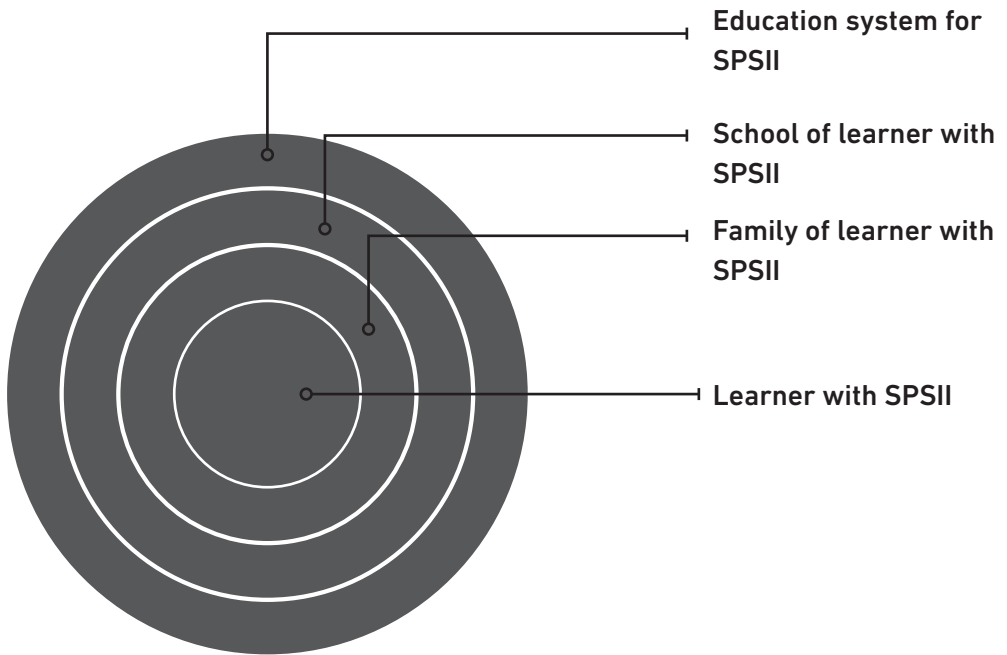 Education system for
SPSII
School of learner with
SPSII
Family of learner with
SPSII
Learner with SPSII